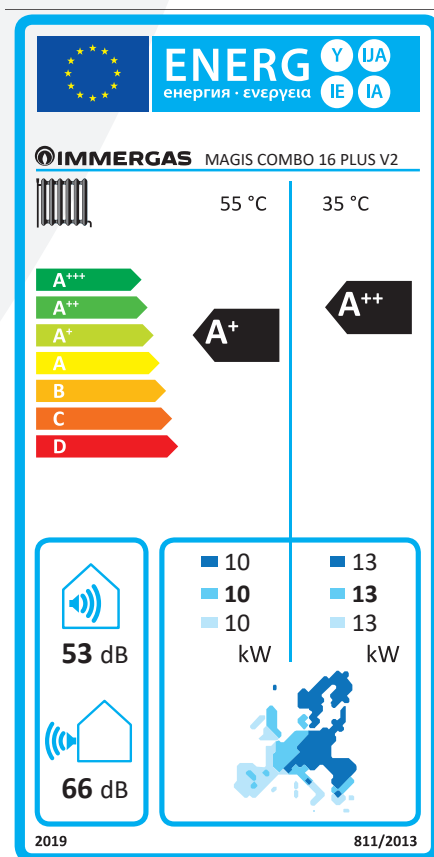 ENERG Y IJA
енергия · ενεργεια IE IA
IMMERGAS MAGIS COMBO 16 PLUS V2
55 °C 35 °C
A+++
A++
A+
A
B
C
D
A+
A++
53 dB
66 dB
10 13
10 13
10 13
kW kW
2019 811/2013